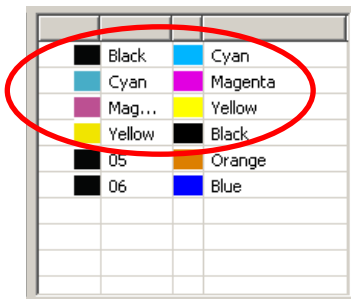 Black Cyan
Cyan Magenta
Mag... Yellow
Yellow Black
05 Orange
06 Blue